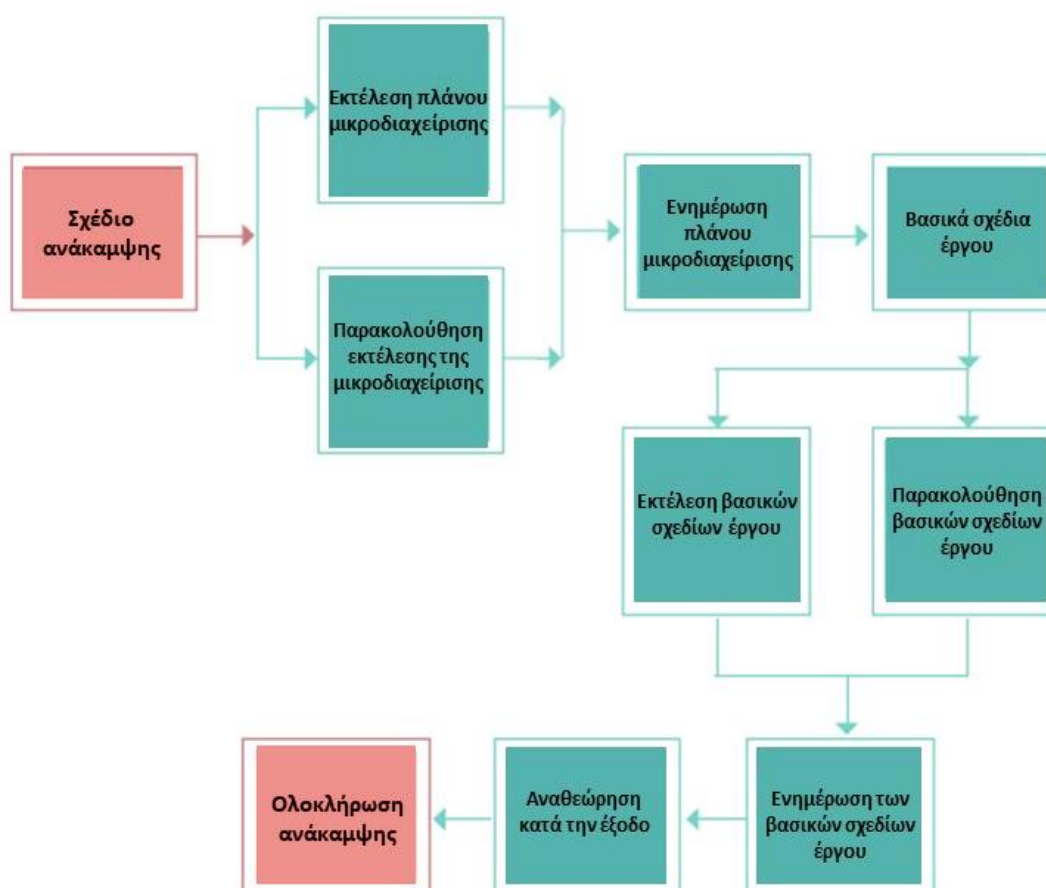 Σχέδιο
ανάκαμψης
Εκτέλεση πλάνου
μικροδιαχείρισης
Παρακολούθηση
εκτέλεσης της
μικροδιαχείρισης
Ενημέρωση
πλάνου
μικροδιαχείρισης
Βασικά σχέδια
έργου
Εκτέλεση βασικών
σχεδίων έργου
Παρακολούθηση
βασικών σχεδίων
έργου
Ενημέρωση των
βασικών σχεδίων
έργου
Αναθεώρηση
κατά την έξοδο
Ολοκλήρωση
ανάκαμψης